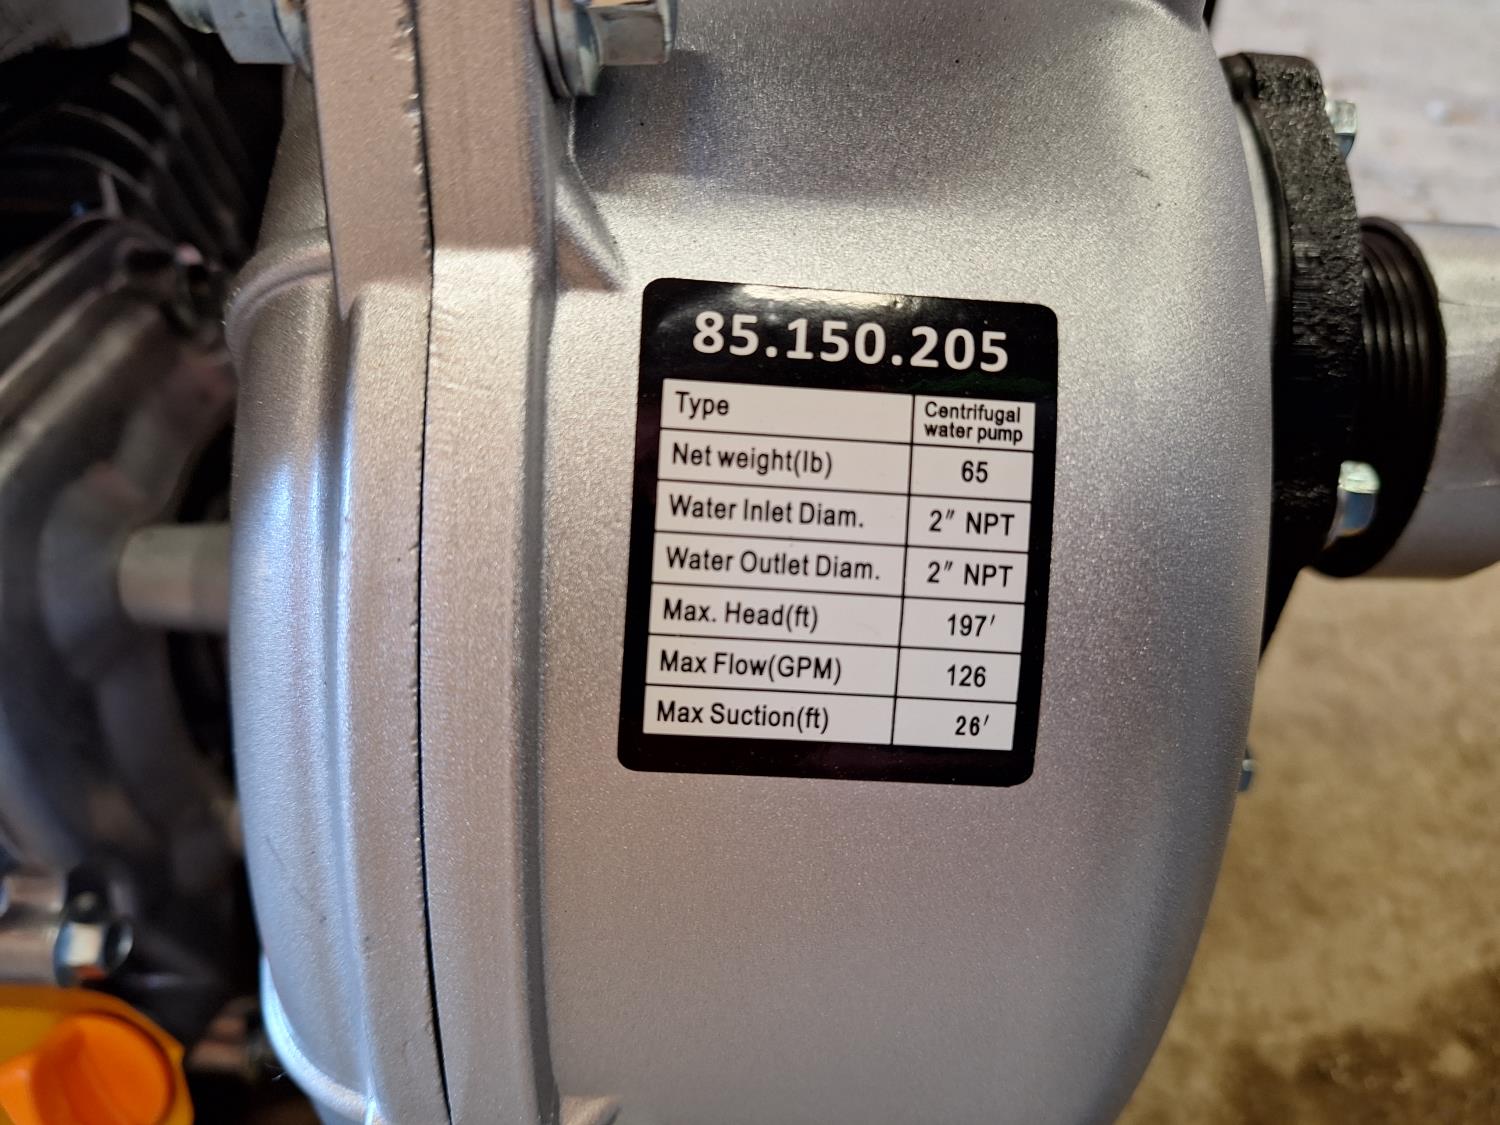 85.150.205
Type Centrifugal
water pump
Net weight(lb) 65
Water Inlet Diam. 2" NPT
Water Outlet Diam. 2" NPT
Max. Head(ft) 197'
Max Flow(GPM) 126
Max Suction(ft) 26'